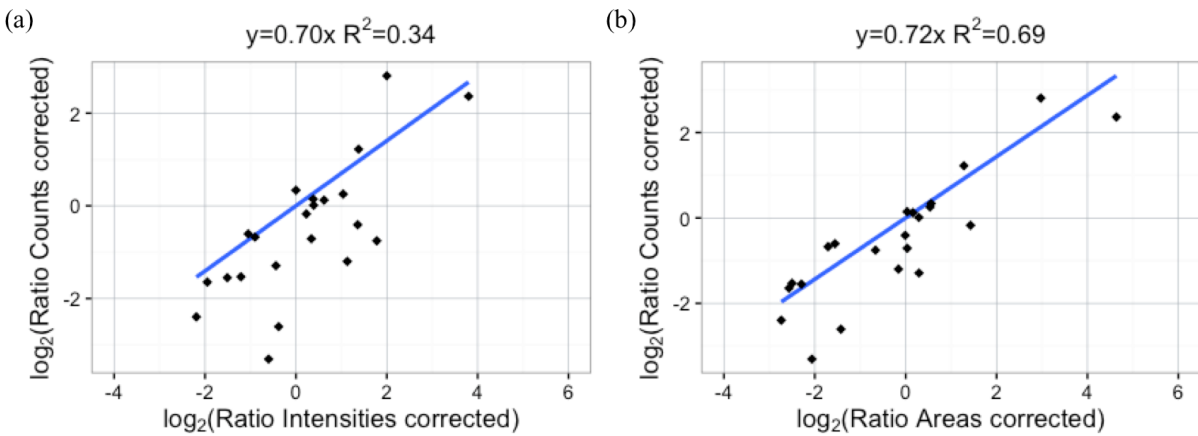 (a)
y=0.70x R²=0.34
log₂(Ratio Counts corrected)
2
0
-2
-4
-2
0
2
4
6
log₂(Ratio Intensities corrected)
(b)
y=0.72x R²=0.69
log₂(Ratio Counts corrected)
2
0
-2
-4
-2
0
2
4
6
log₂(Ratio Areas corrected)